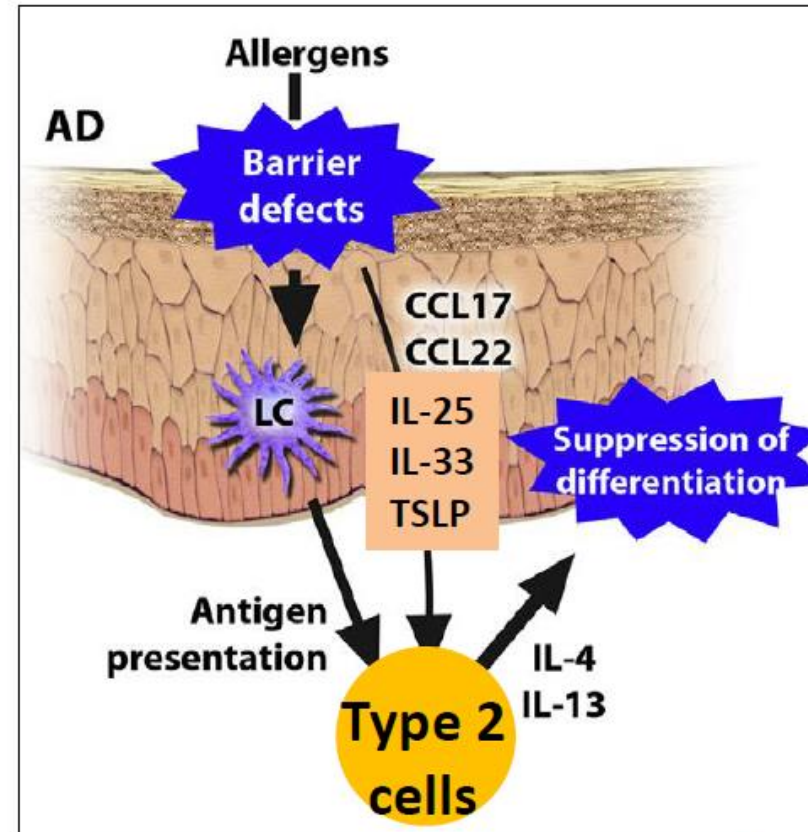 Allergens
AD
Barrier
defects
CCL17
CCL22
LC
IL-25
IL-33
TSLP
Suppression of
differentiation
Antigen
presentation
IL-4
IL-13
Type 2
cells